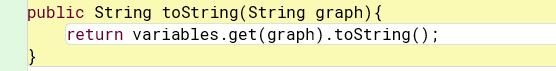 public String toString(String graph){
return variables.get(graph).toString();
}